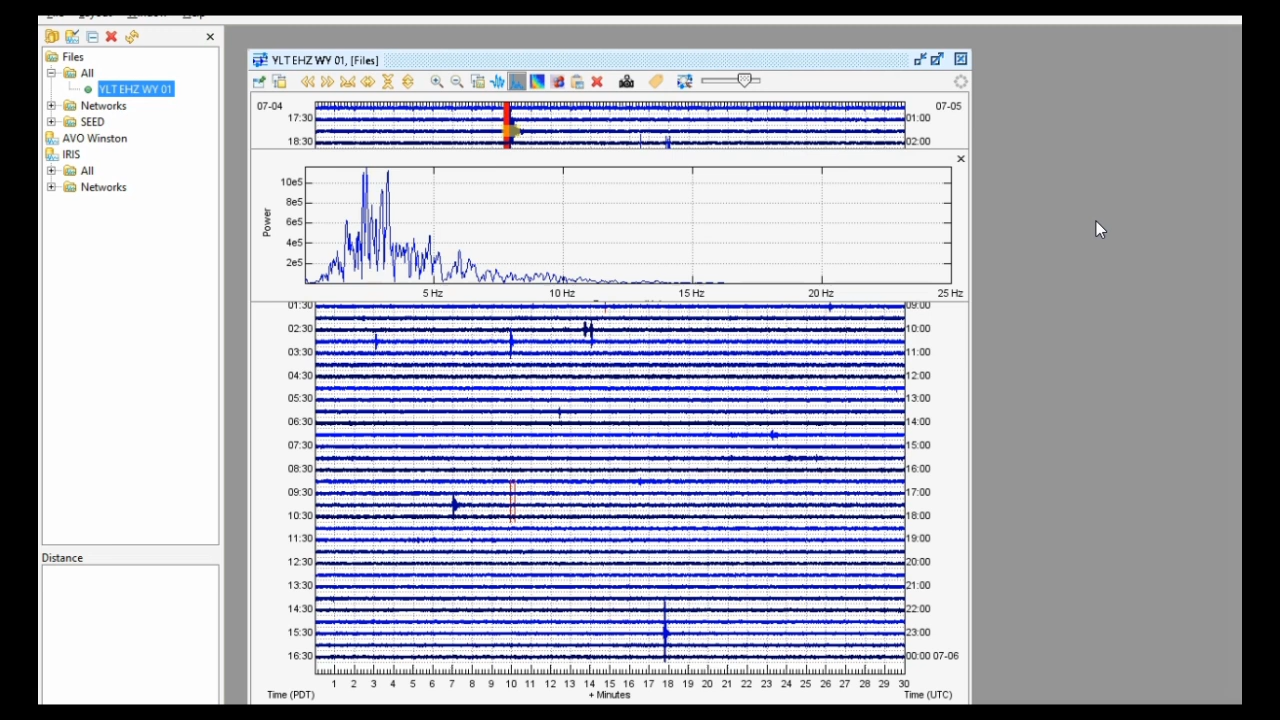 Files
All
YLT EHZ WY 01
Networks
SEED
AVO Winston
IRIS
All
Networks
Distance
YLT EHZ WY 01, [Files]
07-04 07-05
17:30 01:00
18:30 02:00
Power
10e5
8e5
6e5
4e5
2e5
5 Hz 10 Hz 15 Hz 20 Hz 25 Hz
01:30 09:00
02:30 10:00
03:30 11:00
04:30 12:00
05:30 13:00
06:30 14:00
07:30 15:00
08:30 16:00
09:30 17:00
10:30 18:00
11:30 19:00
12:30 20:00
13:30 21:00
14:30 22:00
15:30 23:00
16:30 00:00 07-06
1 2 3 4 5 6 7 8 9 10 11 12 13 14 15 16 17 18 19 20 21 22 23 24 25 26 27 28 29 30
Time (PDT) + Minutes Time (UTC)